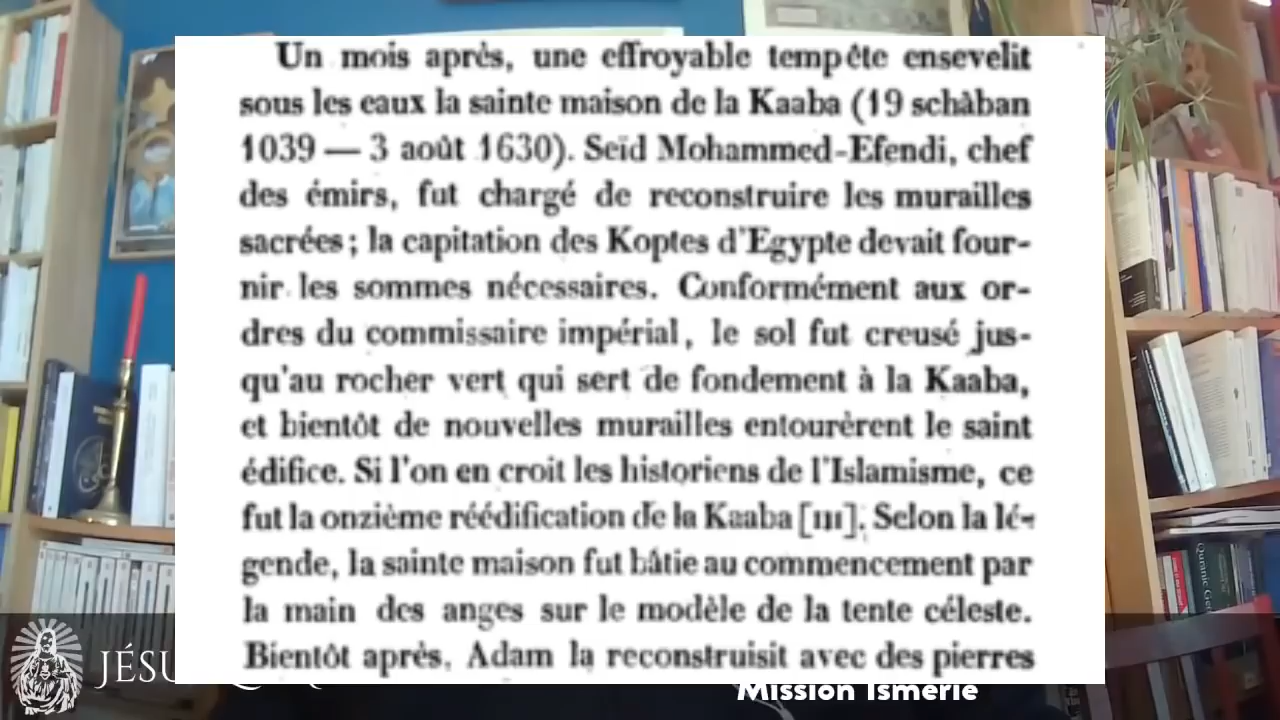 Un mois après, une effroyable tempête ensevelit
sous les eaux la sainte maison de la Kaaba (19 schàban
1039 — 3 août 1630). Seïd Mohammed-Efendi, chef
des émirs, fut chargé de reconstruire les murailles
sacrées; la capitation des Koptes d'Egypte devait four-
nir les sommes nécessaires. Conformément aux or-
dres du commissaire impérial, le sol fut creusé jus-
qu'au rocher vert qui sert de fondement à la Kaaba,
et bientôt de nouvelles murailles entourèrent le saint
édifice. Si l'on en croit les historiens de l'Islamisme, ce
fut la onzième réédification de la Kaaba [III]. Selon la lé-
gende, la sainte maison fut bâtie au commencement par
la main des anges sur le modèle de la tente céleste.
Bientôt après, Adam la reconstruisit avec des pierres
JÉSU
Mission Ismérie